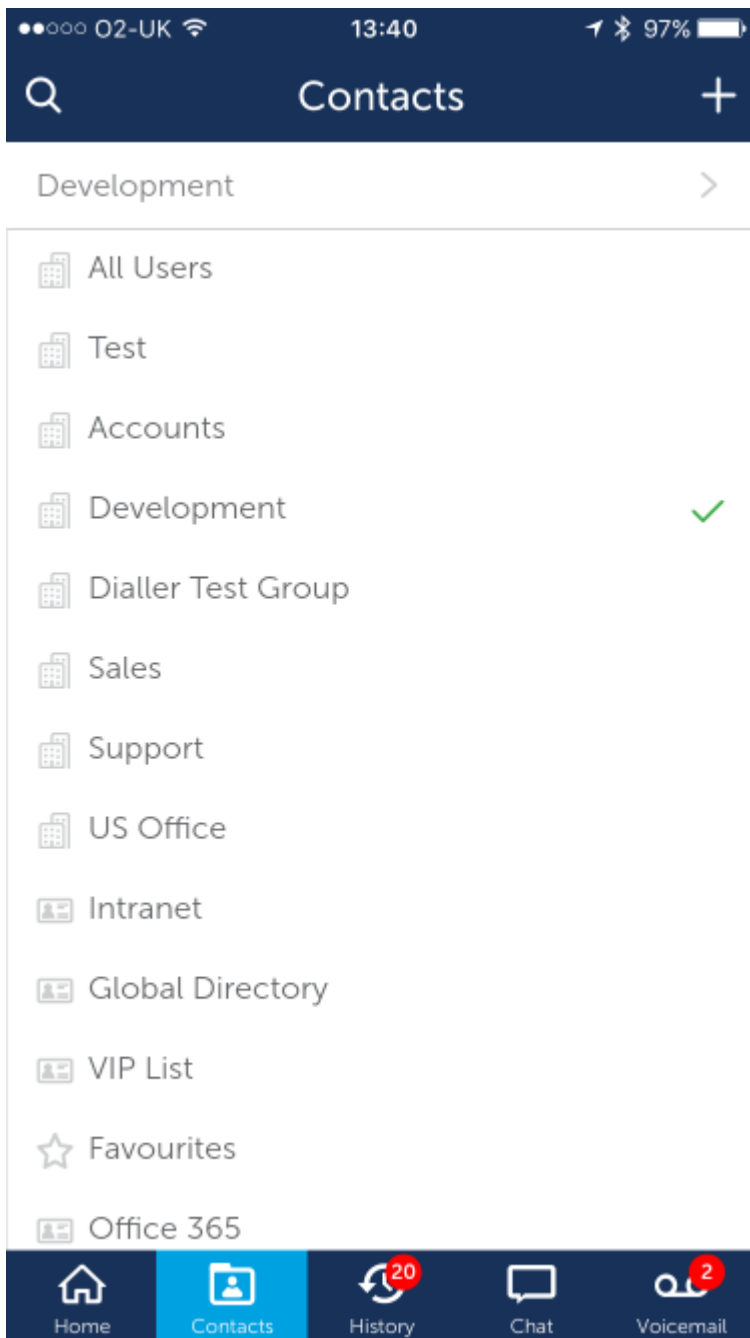 O2-UK 13:40 97%
Contacts
Development
All Users
Test
Accounts
Development
Dialler Test Group
Sales
Support
US Office
Intranet
Global Directory
VIP List
Favourites
Office 365
20 2
Home Contacts History Chat Voicemail